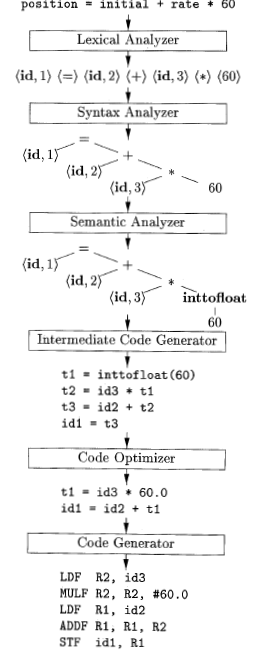 position = initial + rate * 60
Lexical Analyzer
⟨id, 1⟩ ⟨=⟩ ⟨id, 2⟩ ⟨+⟩ ⟨id, 3⟩ ⟨*⟩ ⟨60⟩
Syntax Analyzer
=
⟨id, 1⟩
+
⟨id, 2⟩
*
⟨id, 3⟩
60
Semantic Analyzer
=
⟨id, 1⟩
+
⟨id, 2⟩
*
⟨id, 3⟩
inttofloat
60
Intermediate Code Generator
t1 = inttofloat(60)
t2 = id3 * t1
t3 = id2 + t2
id1 = t3
Code Optimizer
t1 = id3 * 60.0
id1 = id2 + t1
Code Generator
LDF R2, id3
MULF R2, R2, #60.0
LDF R1, id2
ADDF R1, R1, R2
STF id1, R1